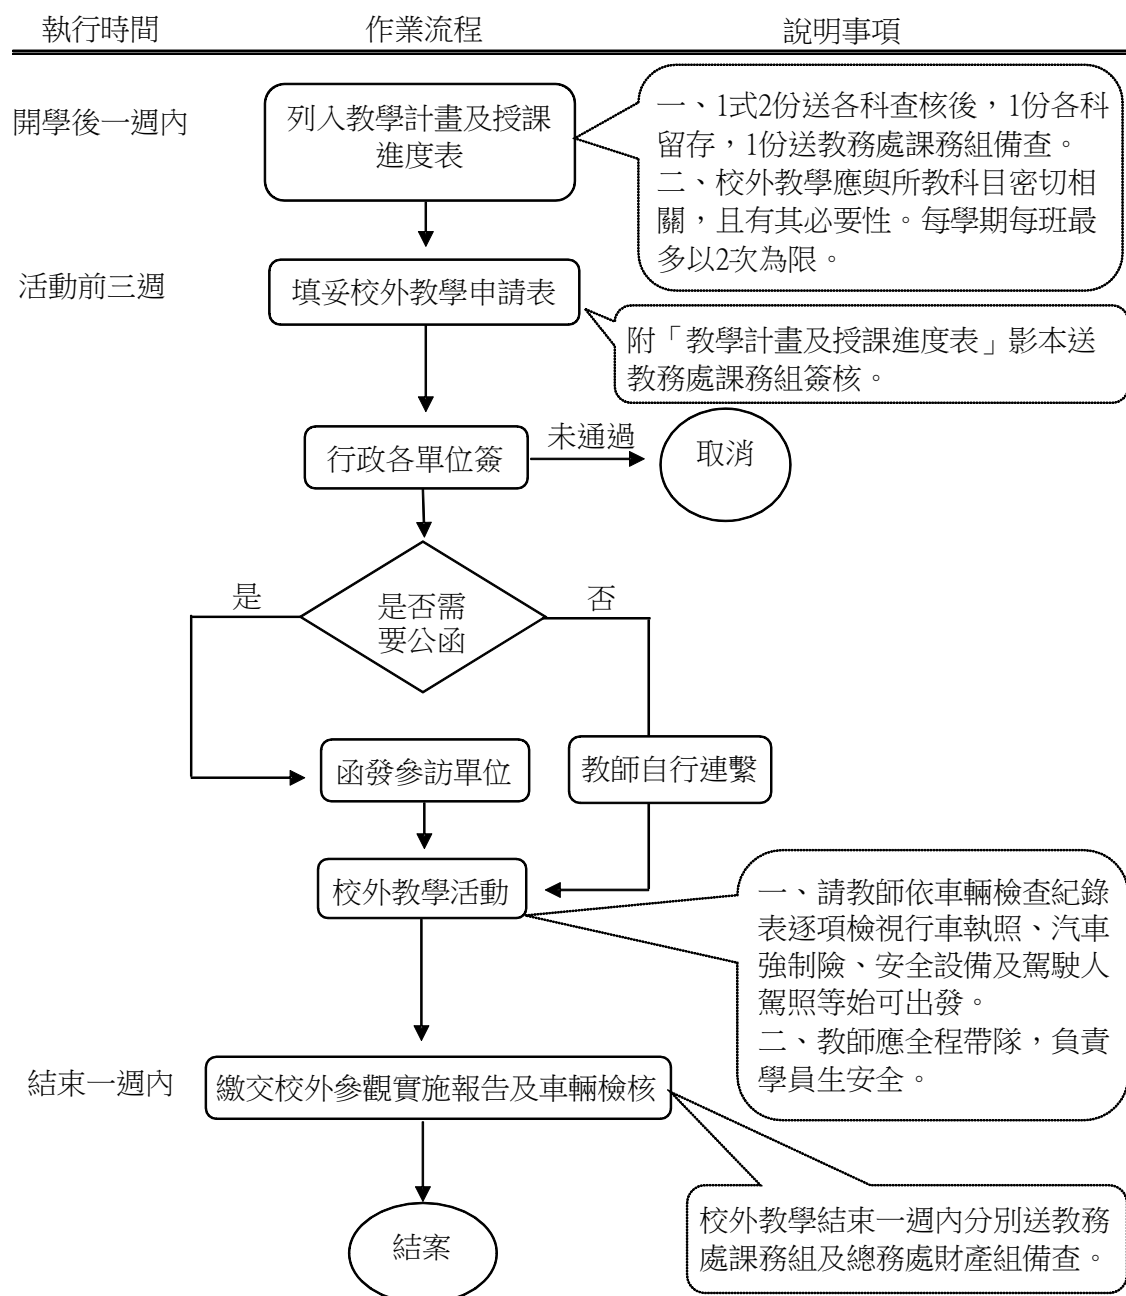 執行時間
作業流程
說明事項
開學後一週內
列入教學計畫及授課
進度表
一、1式2份送各科查核後，1份各科
留存，1份送教務處課務組備查。
二、校外教學應與所教科目密切相
關，且有其必要性。每學期每班最
多以2次為限。
活動前三週
填妥校外教學申請表
附「教學計畫及授課進度表」影本送
教務處課務組簽核。
行政各單位簽
未通過
取消
是否需
要公函
是
否
函發參訪單位
教師自行連繫
校外教學活動
一、請教師依車輛檢查紀錄
表逐項檢視行車執照、汽車
強制險、安全設備及駕駛人
駕照等始可出發。
二、教師應全程帶隊，負責
學員生安全。
結束一週內
繳交校外參觀實施報告及車輛檢核
校外教學結束一週內分別送教務
處課務組及總務處財產組備查。
結案